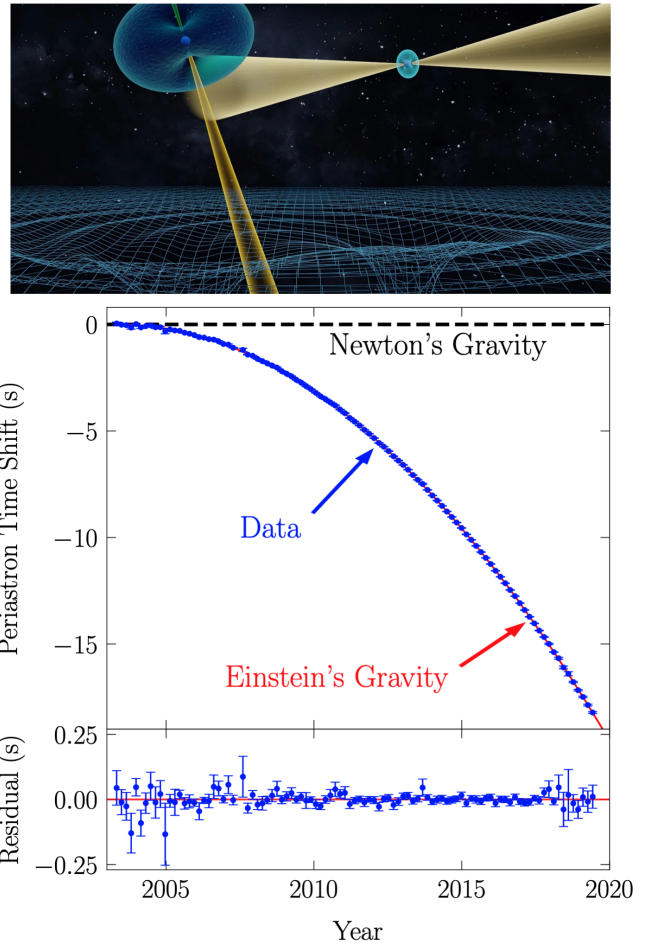 0
Newton's Gravity
−5
Data
−10
Einstein's Gravity
−15
Periastron Time Shift (s)
0.25
0.00
−0.25
Residual (s)
2005 2010 2015 2020
Year